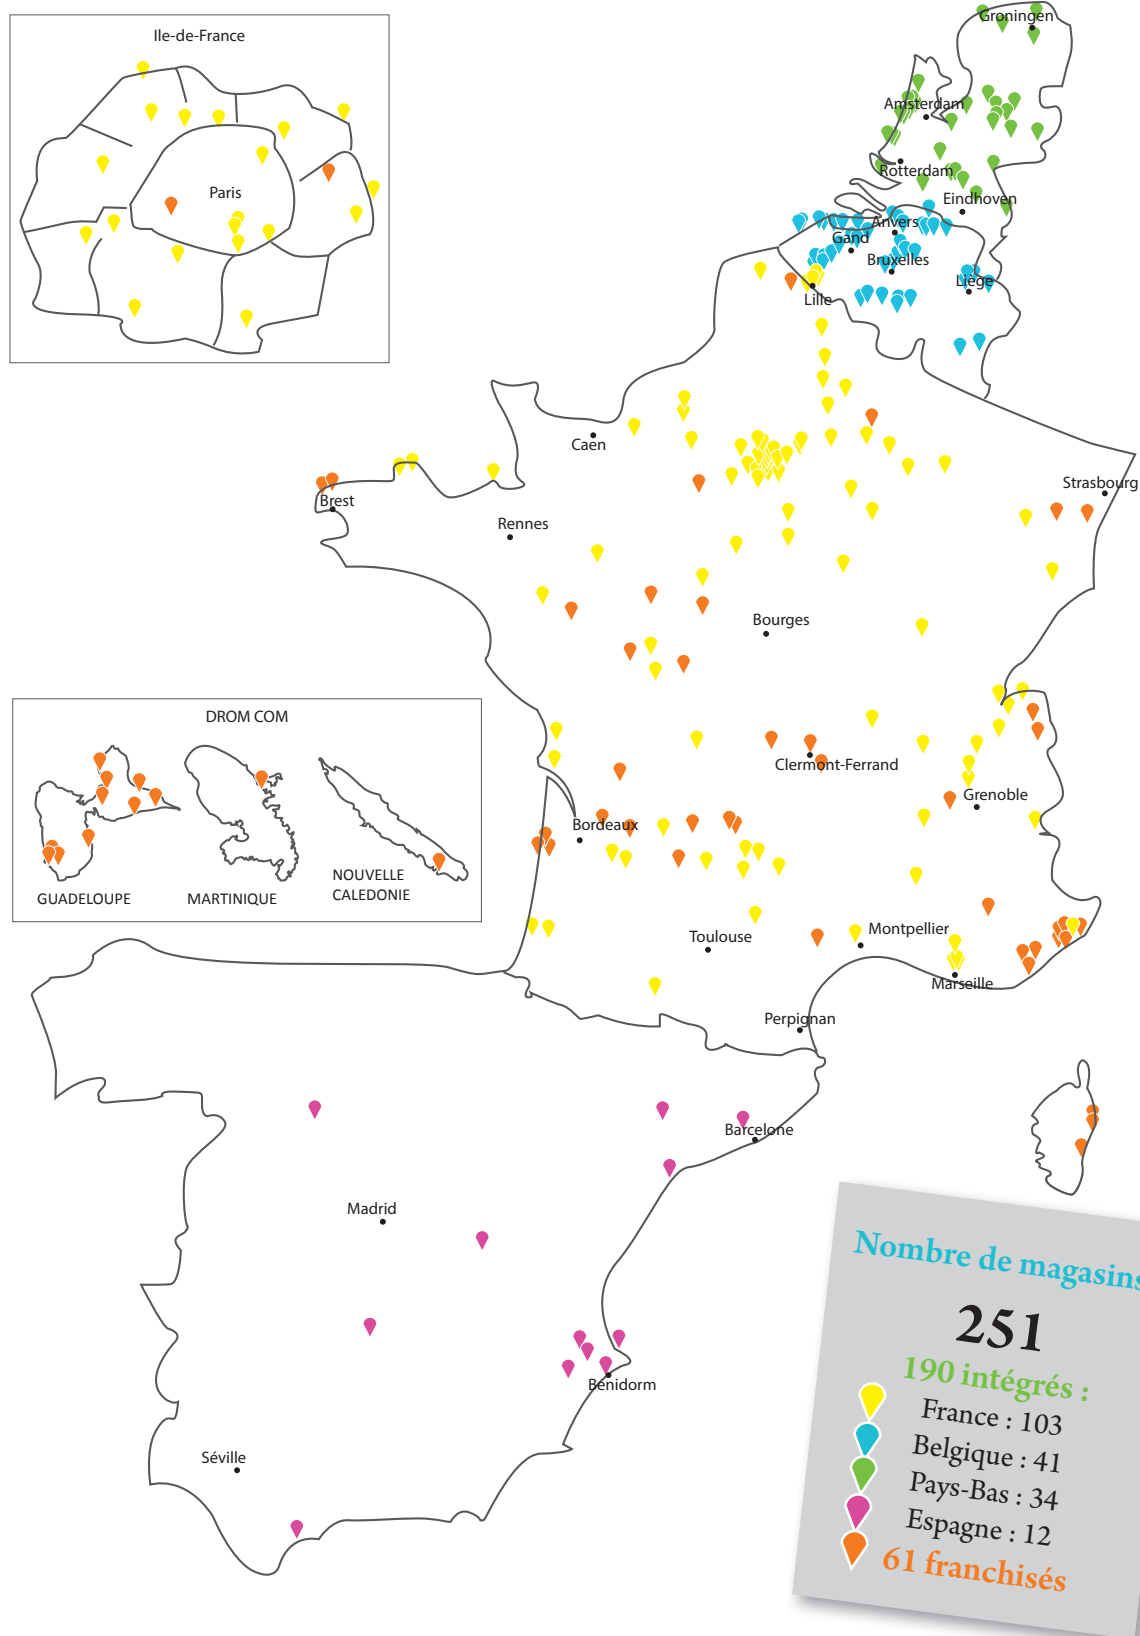 Ile-de-France
Paris
Groningen
Amsterdam
Rotterdam
Eindhoven
Anvers
Gand
Bruxelles
Liège
Lille
Caen
Brest
Rennes
Strasbourg
Bourges
DROM COM
GUADELOUPE
MARTINIQUE
NOUVELLE
CALEDONIE
Clermont-Ferrand
Grenoble
Bordeaux
Toulouse
Montpellier
Marseille
Perpignan
Barcelone
Madrid
Benidorm
Séville
Nombre de magasins
251
190 intégrés :
France : 103
Belgique : 41
Pays-Bas : 34
Espagne : 12
61 franchisés